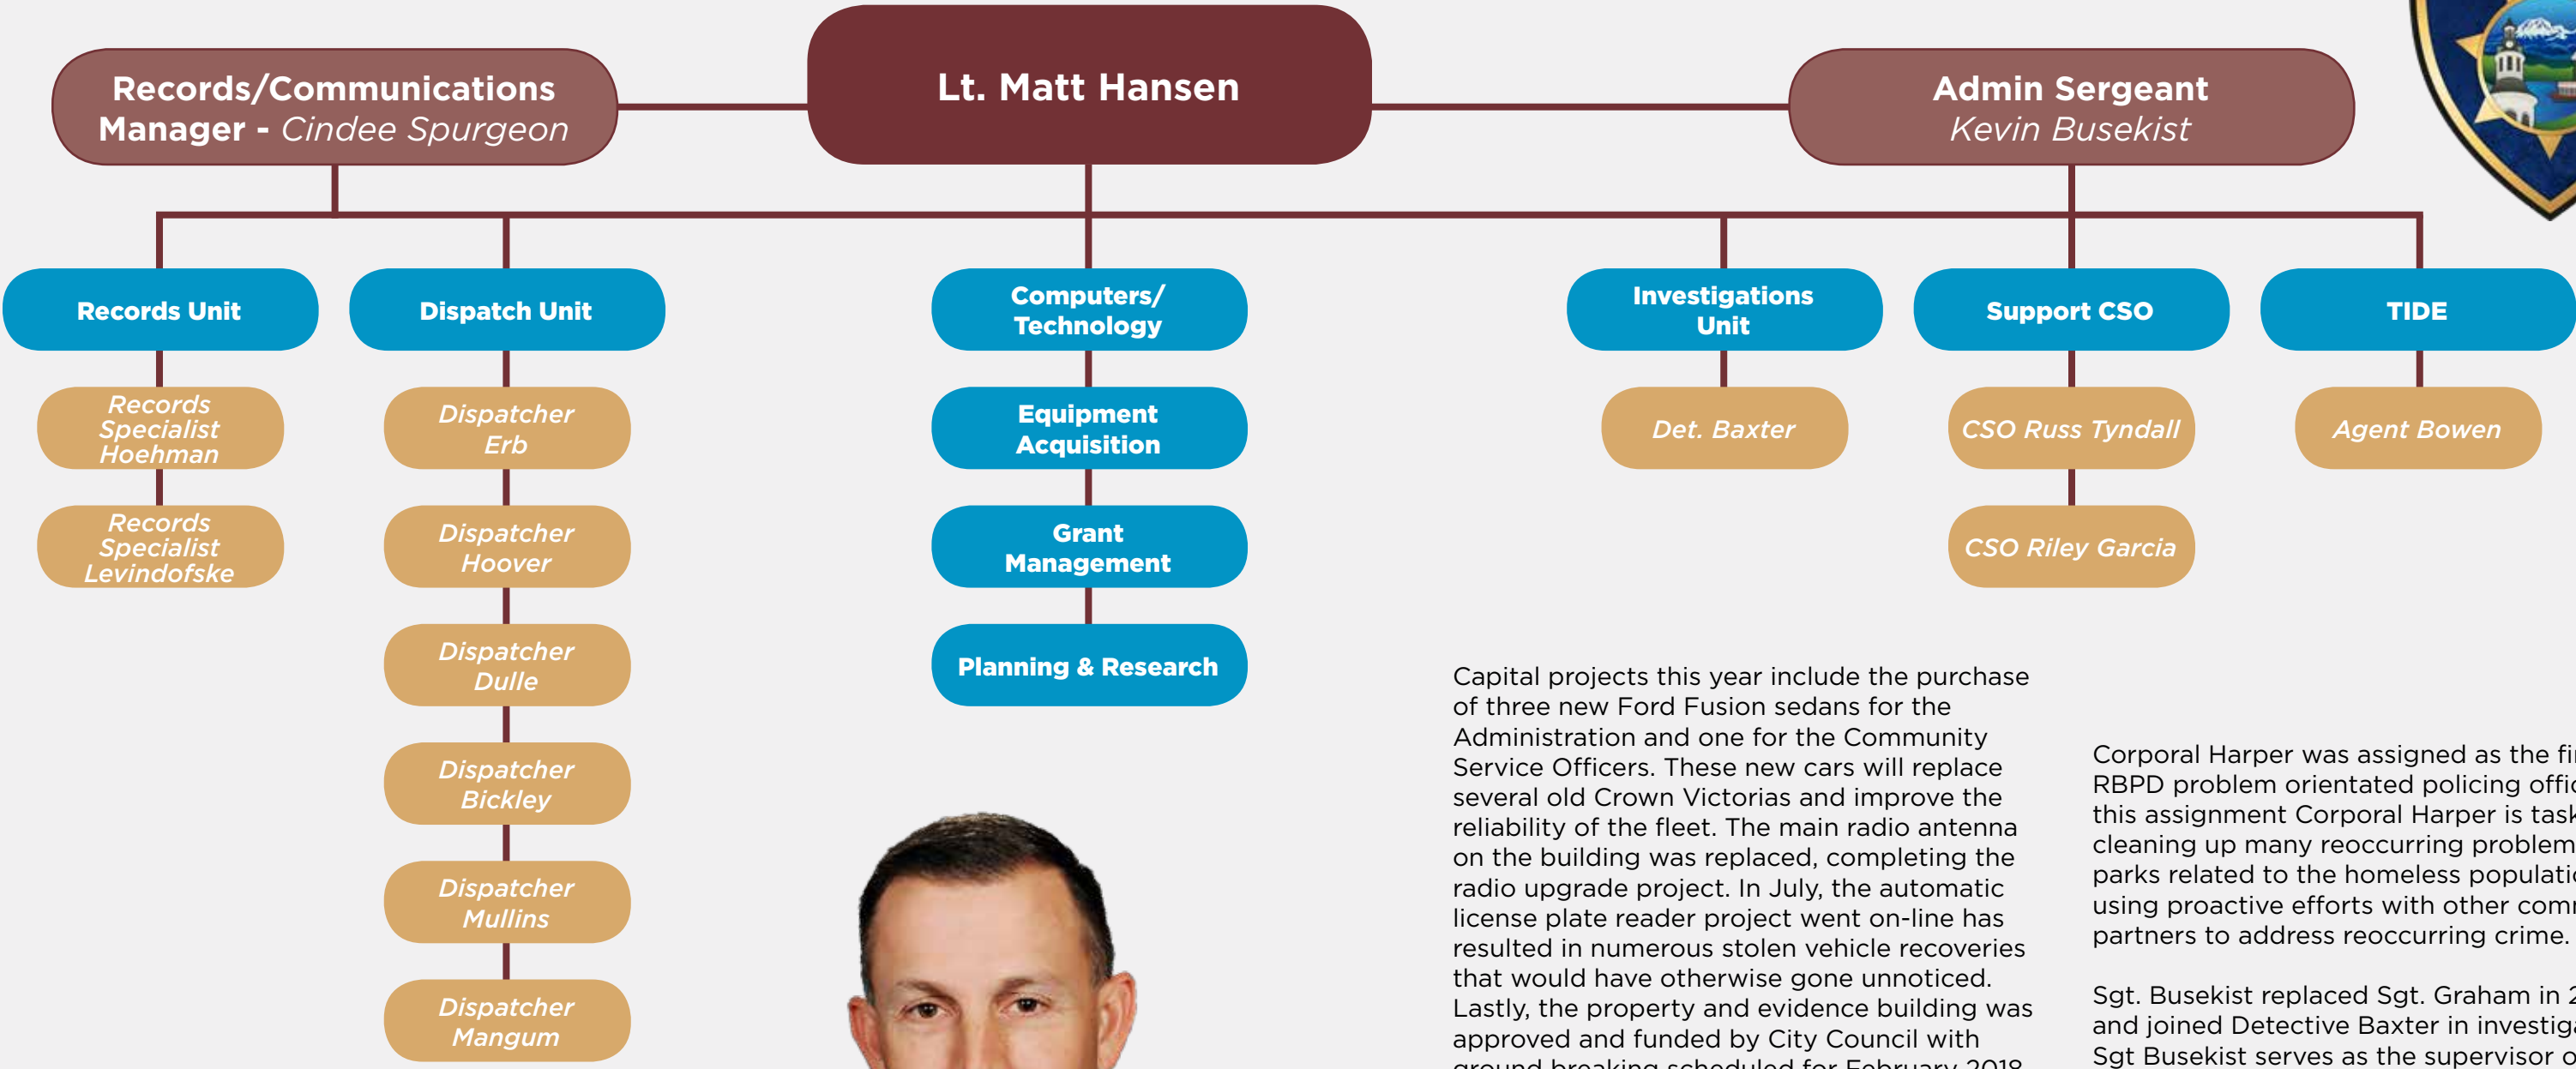 Records/Communications
Manager - Cindee Spurgeon
Lt. Matt Hansen
Admin Sergeant
Kevin Busekist
Records Unit
Records
Specialist
Hoehman
Records
Specialist
Levindofske
Dispatch Unit
Dispatcher
Erb
Dispatcher
Hoover
Dispatcher
Dulle
Dispatcher
Bickley
Dispatcher
Mullins
Dispatcher
Mangum
Computers/
Technology
Equipment
Acquisition
Grant
Management
Planning & Research
Investigations
Unit
Det. Baxter
Support CSO
CSO Russ Tyndall
CSO Riley Garcia
TIDE
Agent Bowen
Capital projects this year include the purchase
of three new Ford Fusion sedans for the
Administration and one for the Community
Service Officers. These new cars will replace
several old Crown Victorias and improve the
reliability of the fleet. The main radio antenna
on the building was replaced, completing the
radio upgrade project. In July, the automatic
license plate reader project went on-line has
resulted in numerous stolen vehicle recoveries
that would have otherwise gone unnoticed.
Lastly, the property and evidence building was
approved and funded by City Council with
ground breaking scheduled for February 2018.
Corporal Harper was assigned as the
RBPD problem orientated policing
this assignment Corporal Harper is
cleaning up many reoccurring
parks related to the homeless
using proactive efforts with other
partners to address reoccurring crime.
Sgt. Busekist replaced Sgt. Graham in
and joined Detective Baxter in
Sgt Busekist serves as the supervisor